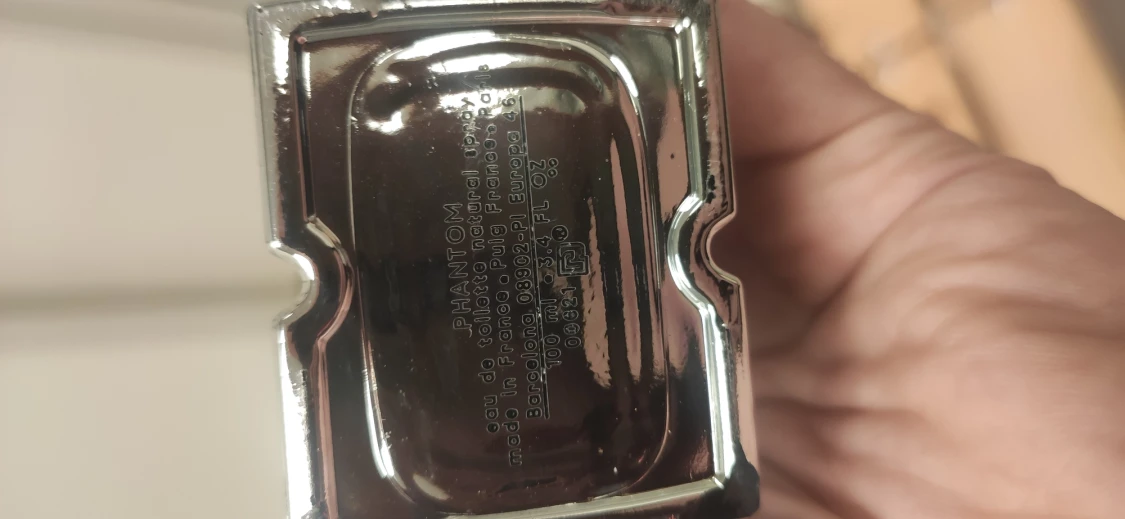 PHANTOM
eau de toilette natural spray
made in France • Puig France • Paris
Barcelona 08902-Pl Europa 46
100 ml • 3.4 FL OZ